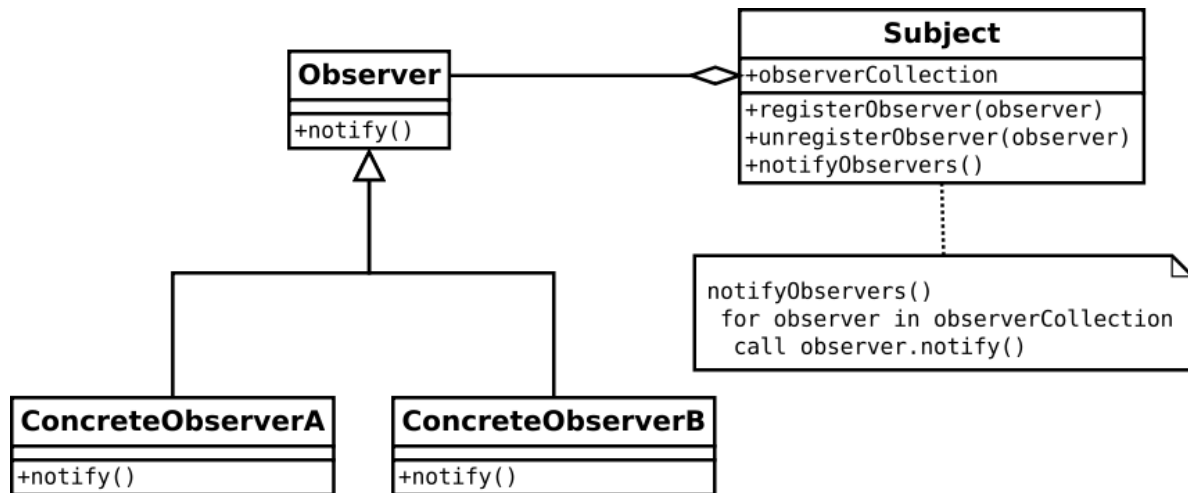 Observer
+notify()
Subject
+observerCollection
+registerObserver(observer)
+unregisterObserver(observer)
+notifyObservers()
notifyObservers()
for observer in observerCollection
call observer.notify()
ConcreteObserverA
+notify()
ConcreteObserverB
+notify()